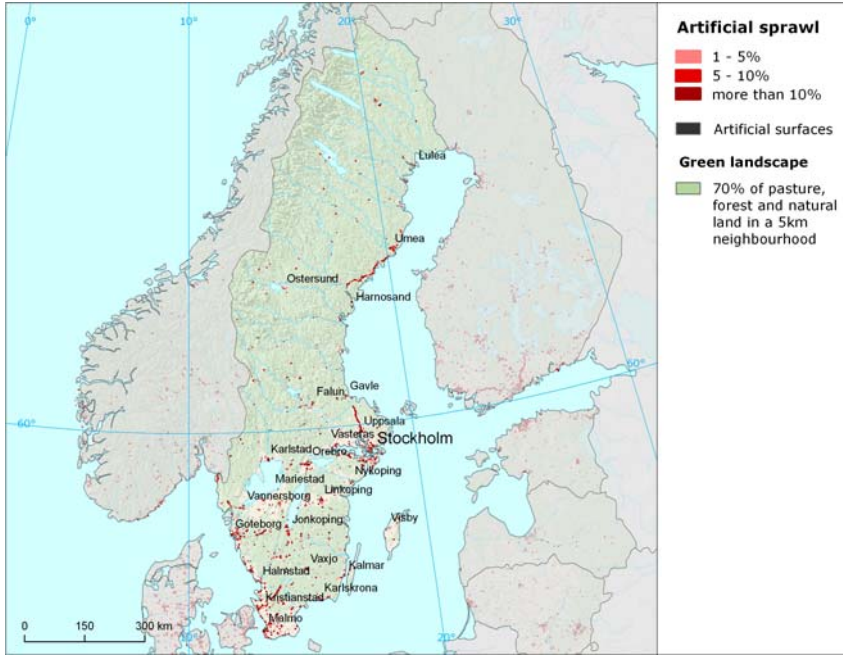 10°
20°
30°
Artificial sprawl
1 - 5%
5 - 10%
more than 10%
Artificial surfaces
Green landscape
70% of pasture,
forest and natural
land in a 5km
neighbourhood
Lulea
Umea
Ostersund
Harnosand
60°
Falun
Gavle
60°
Uppsala
Vasteras
Stockholm
Karlstad
Orebro
Nykoping
Mariestad
Linkoping
Vannersborg
Goteborg
Jonkoping
Visby
Vaxjo
Kalmar
Halmstad
Karlskrona
Kristianstad
Malmo
0 150 300 km
10°
20°